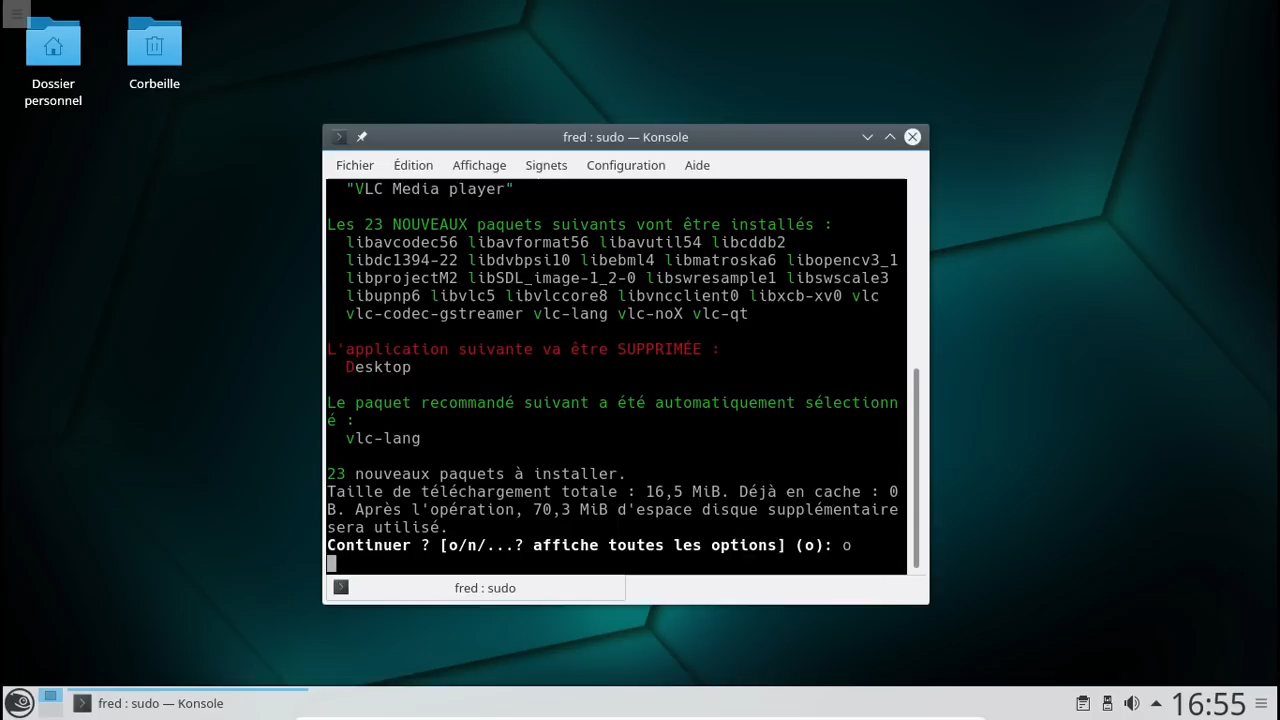 Dossier
personnel
Corbeille
fred : sudo — Konsole
Fichier Édition Affichage Signets Configuration Aide
"VLC Media player"
Les 23 NOUVEAUX paquets suivants vont être installés :
libavcodec56 libavformat56 libavutil54 libcddb2
libdc1394-22 libdvbpsi10 libebml4 libmatroska6 libopencv3_1
libprojectM2 libSDL_image-1_2-0 libswresample1 libswscale3
libupnp6 libvlc5 libvlccore8 libvncclient0 libxcb-xv0 vlc
vlc-codec-gstreamer vlc-lang vlc-noX vlc-qt
L'application suivante va être SUPPRIMÉE :
Desktop
Le paquet recommandé suivant a été automatiquement sélectionn
é :
vlc-lang
23 nouveaux paquets à installer.
Taille de téléchargement totale : 16,5 MiB. Déjà en cache : 0
B. Après l'opération, 70,3 MiB d'espace disque supplémentaire
sera utilisé.
Continuer ? [o/n/...? affiche toutes les options] (o): o
fred : sudo
fred : sudo — Konsole
16:55